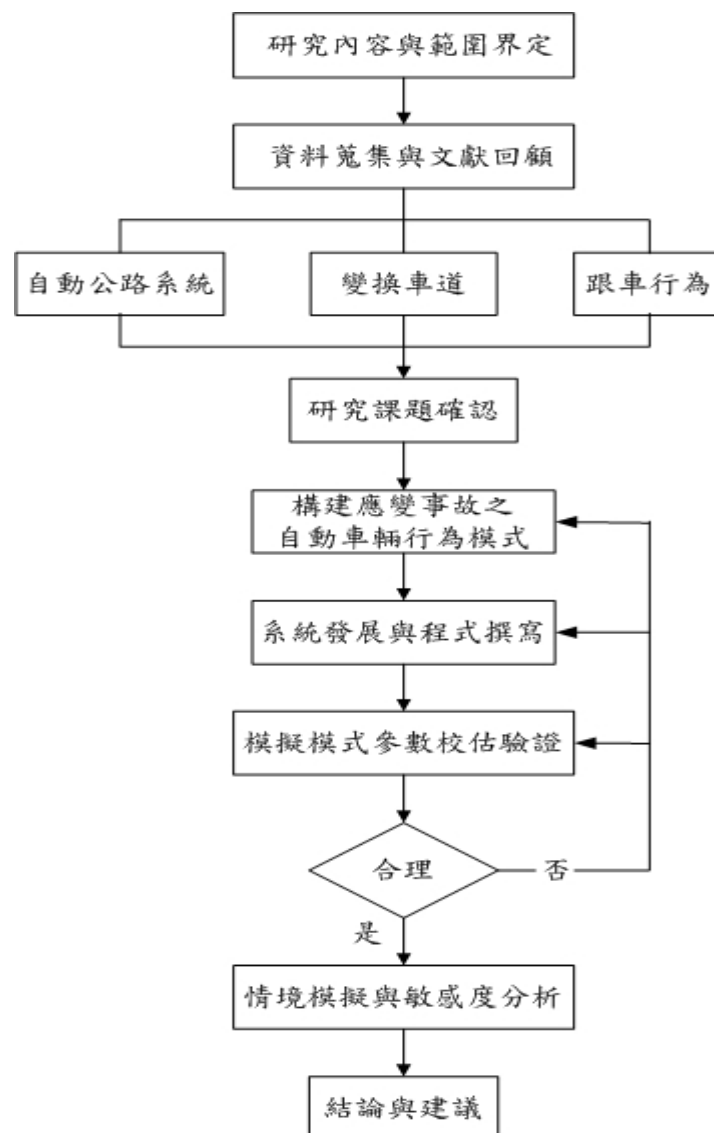 研究內容與範圍界定
資料蒐集與文獻回顧
自動公路系統
變換車道
跟車行為
研究課題確認
構建應變事故之
自動車輛行為模式
系統發展與程式撰寫
模擬模式參數校估驗證
合理
否
是
情境模擬與敏感度分析
結論與建議